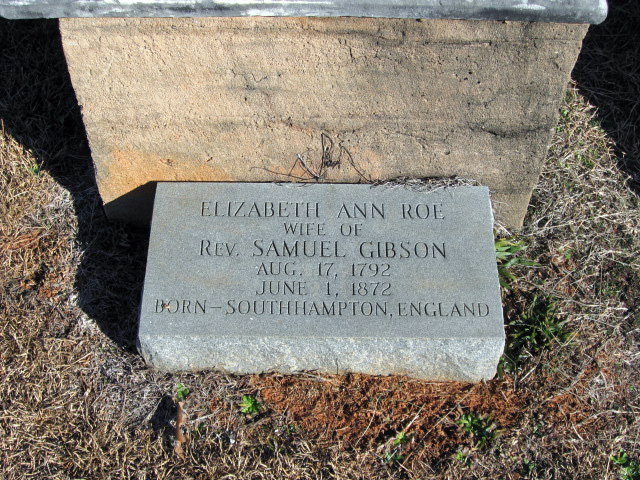 ELIZABETH ANN ROE
WIFE OF
REV. SAMUEL GIBSON
AUG. 17, 1792
JUNE 1, 1872
BORN-SOUTHHAMPTON, ENGLAND